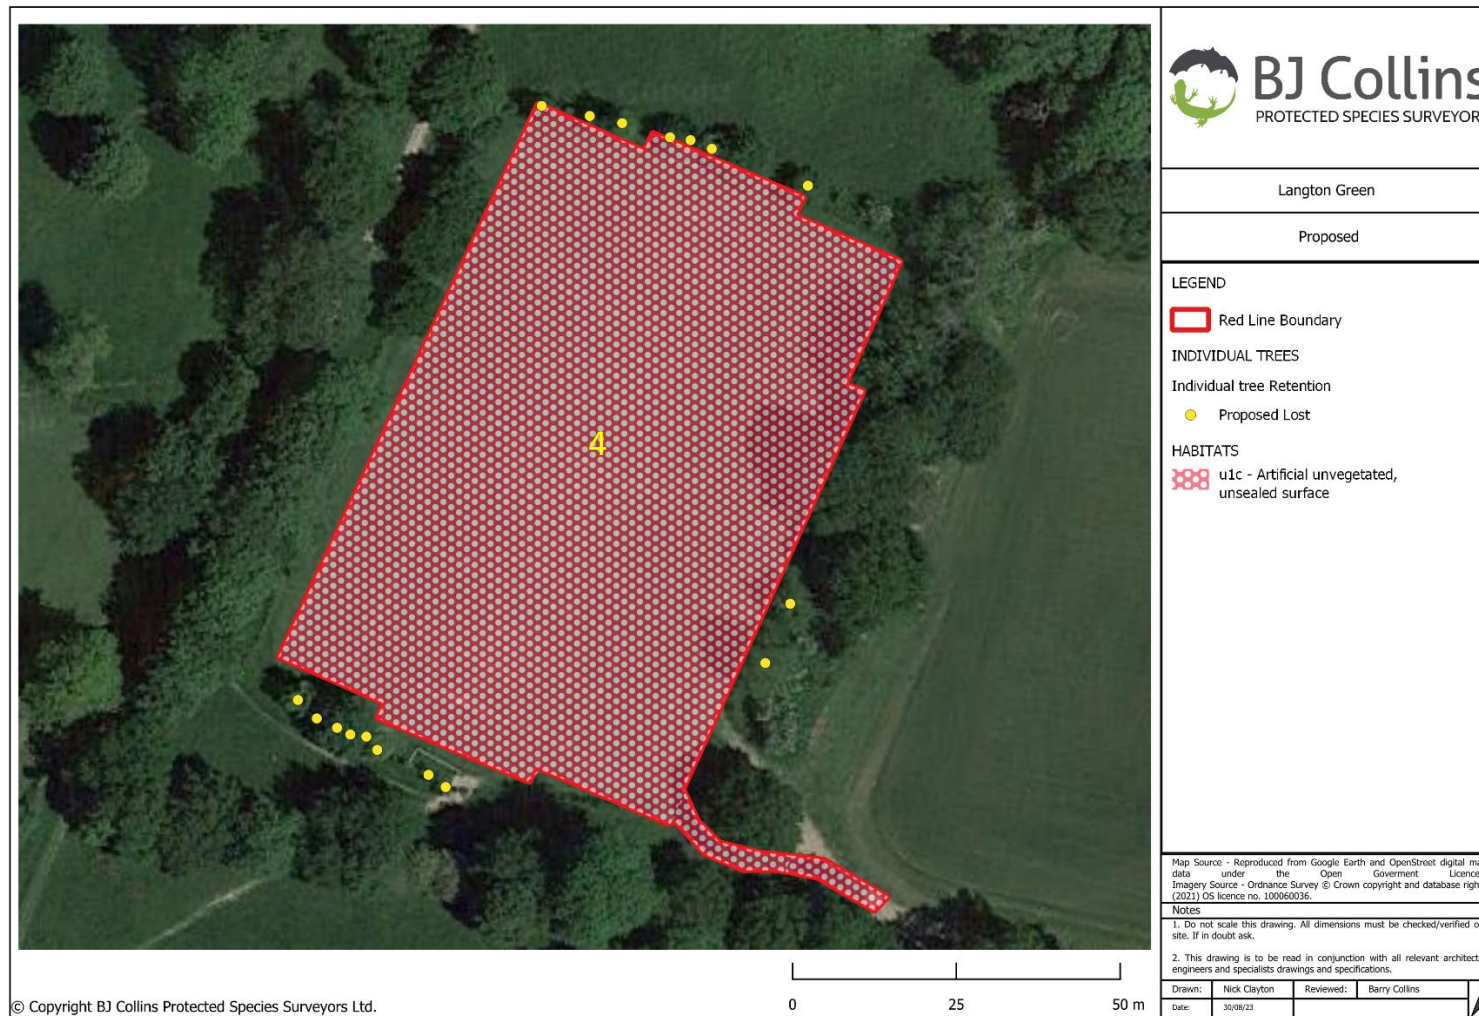 BJ Collins
PROTECTED SPECIES SURVEYOR
Langton Green
Proposed
LEGEND
Red Line Boundary
INDIVIDUAL TREES
Individual tree Retention
Proposed Lost
HABITATS
u1c - Artificial unvegetated,
unsealed surface
4
Map Source - Reproduced from Google Earth and OpenStreet digital ma
data under the Open Goverment Licence
Imagery Source - Ordnance Survey © Crown copyright and database righ
(2021) OS licence no. 100060036.
Notes
1. Do not scale this drawing. All dimensions must be checked/verified o
site. If in doubt ask.
2. This drawing is to be read in conjunction with all relevant architect
engineers and specialists drawings and specifications.
Drawn: Nick Clayton Reviewed: Barry Collins
Date: 30/08/23
0 25 50 m
© Copyright BJ Collins Protected Species Surveyors Ltd.